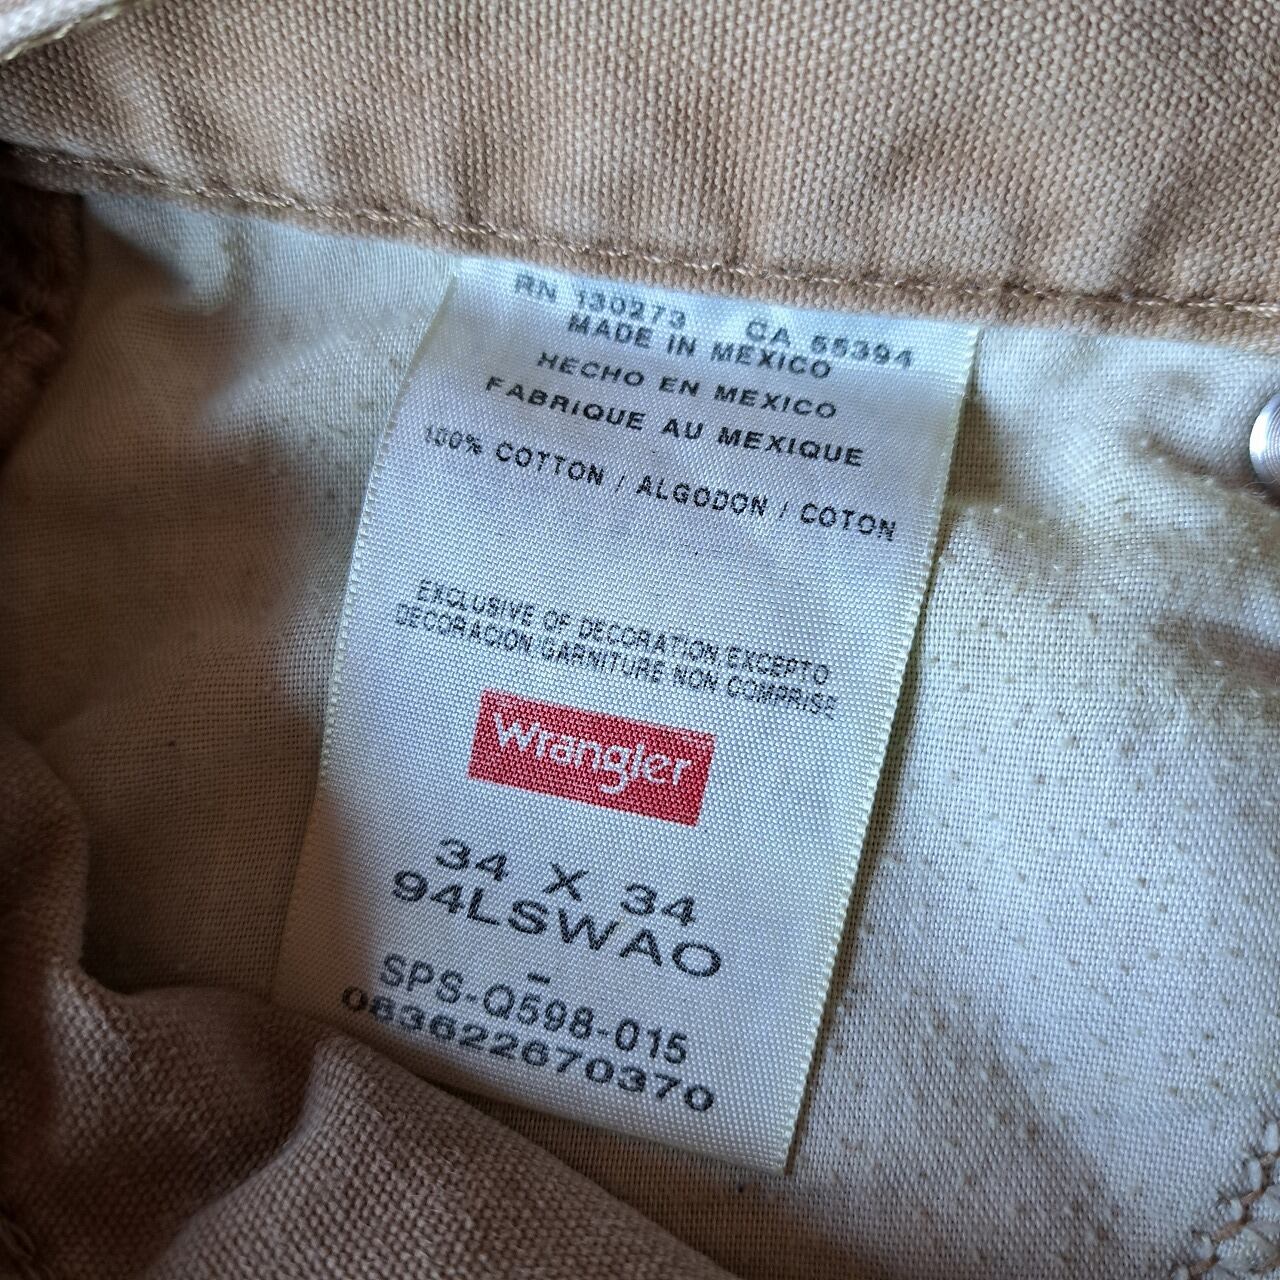 RN 130273 CA 55394
MADE IN MEXICO
HECHO EN MEXICO
FABRIQUE AU MEXIQUE
100% COTTON / ALGODON / COTON
EXCLUSIVE OF DECORATION.EXCEPTO
DECORACION.GARNITURE NON COMPRISE
Wrangler
34 X 34
94LSWAO
-
SPS-Q598-015
083622670370